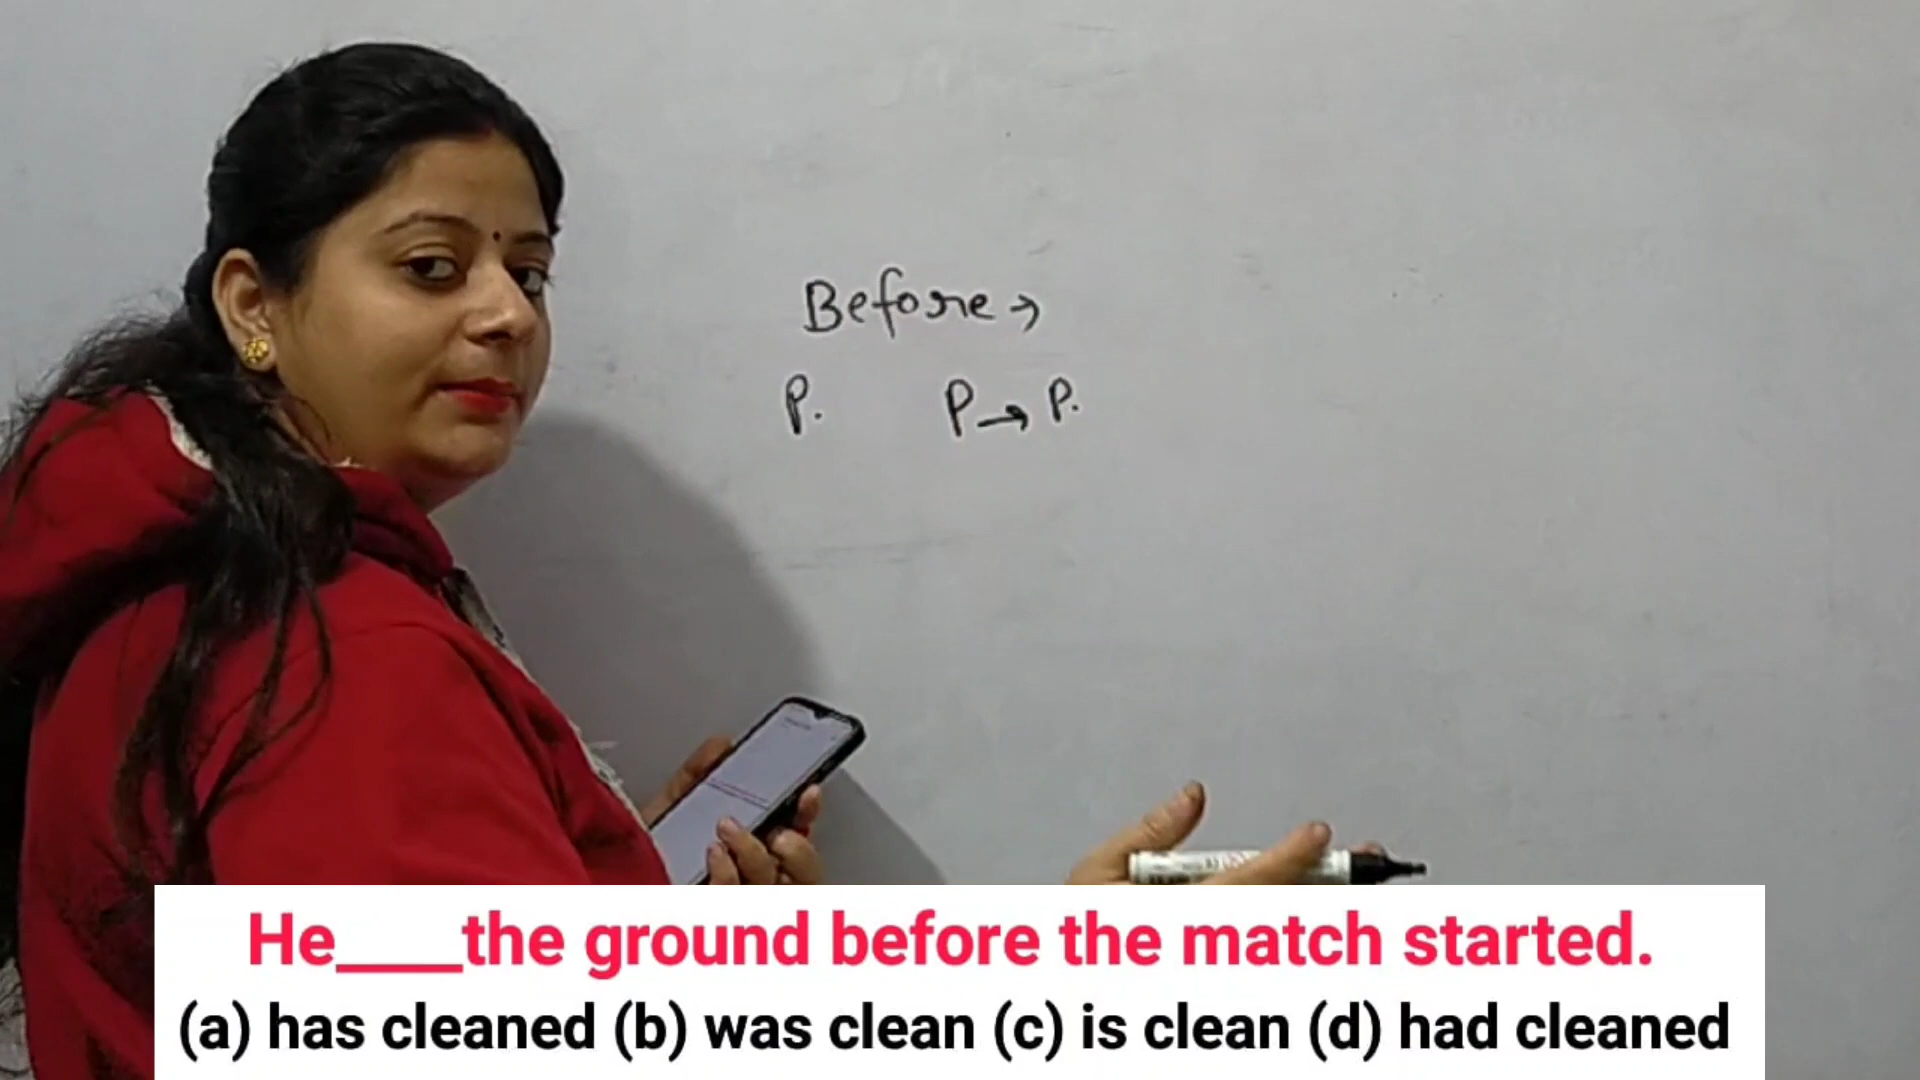 Before →
P. P → P.
He____the ground before the match started.
(a) has cleaned (b) was clean (c) is clean (d) had cleaned